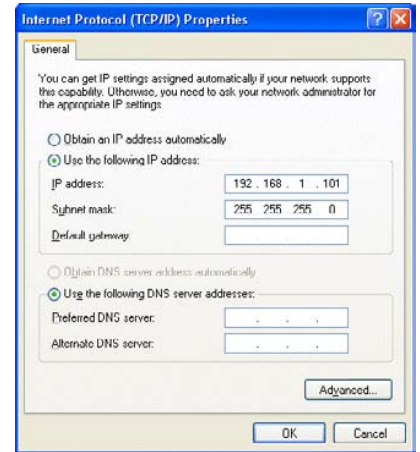 Internet Protocol (TCP/IP) Properties
General
You can get IP settings assigned automatically if your network supports
this capability. Otherwise, you need to ask your network administrator for
the appropriate IP settings.
Obtain an IP address automatically
Use the following IP address:
IP address: 192 . 168 . 1 . 101
Subnet mask: 255 . 255 . 255 . 0
Default gateway: . . .
Obtain DNS server address automatically
Use the following DNS server addresses:
Preferred DNS server: . . .
Alternate DNS server: . . .
Advanced...
OK Cancel